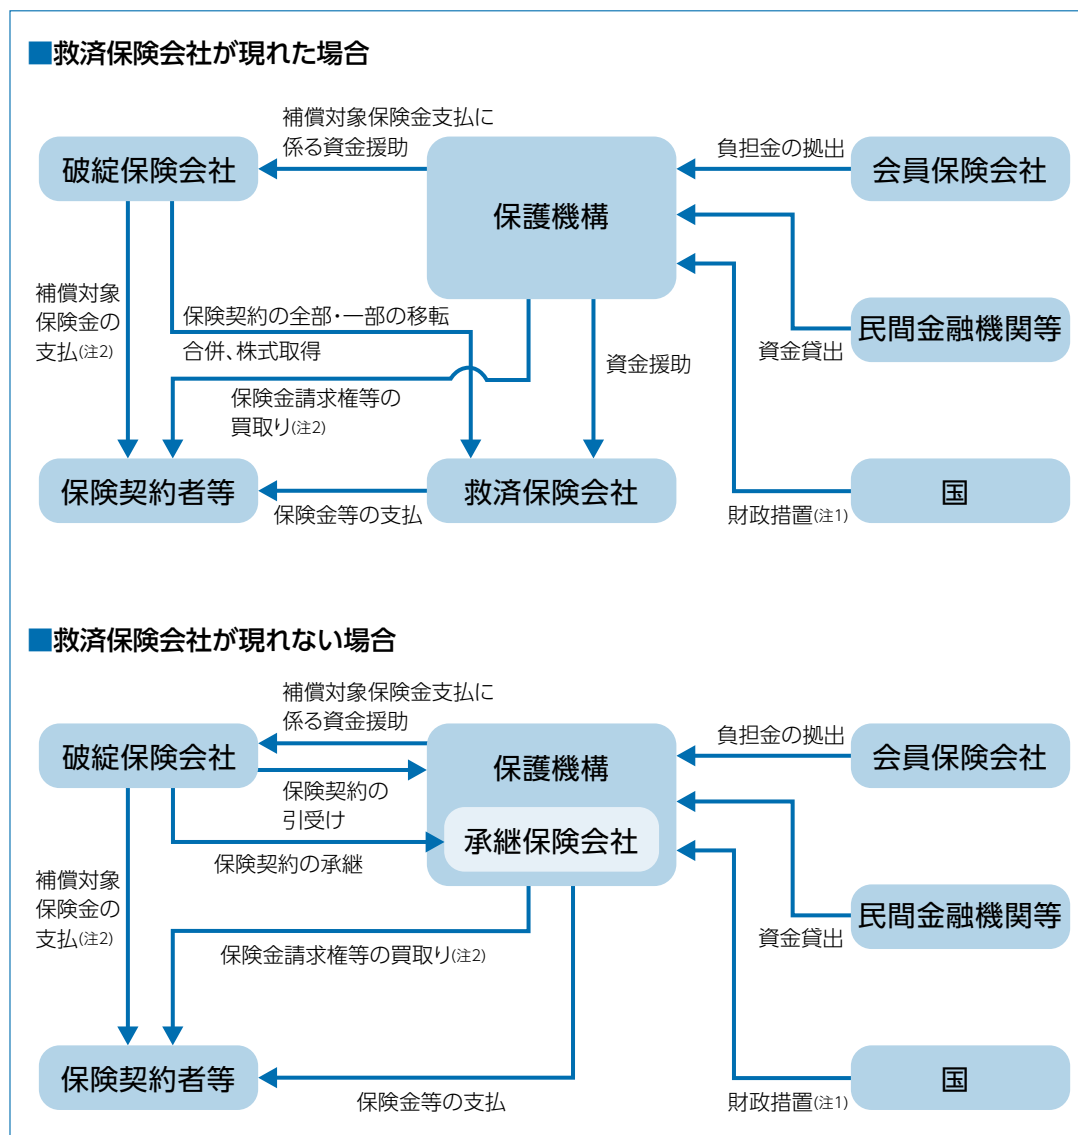 ■救済保険会社が現れた場合
補償対象保険金支払に
係る資金援助
負担金の拠出
破綻保険会社
保護機構
会員保険会社
補償対象
保険金の
支払(注2)
保険契約の全部・一部の移転
合併、株式取得
資金援助
民間金融機関等
資金貸出
保険金請求権等の
買取り(注2)
保険契約者等
救済保険会社
国
保険金等の支払
財政措置(注1)
■救済保険会社が現れない場合
補償対象保険金支払に
係る資金援助
負担金の拠出
破綻保険会社
保護機構
会員保険会社
保険契約の
引受け
承継保険会社
保険契約の承継
補償対象
保険金の
支払(注2)
民間金融機関等
資金貸出
保険金請求権等の買取り(注2)
保険契約者等
国
保険金等の支払
財政措置(注1)